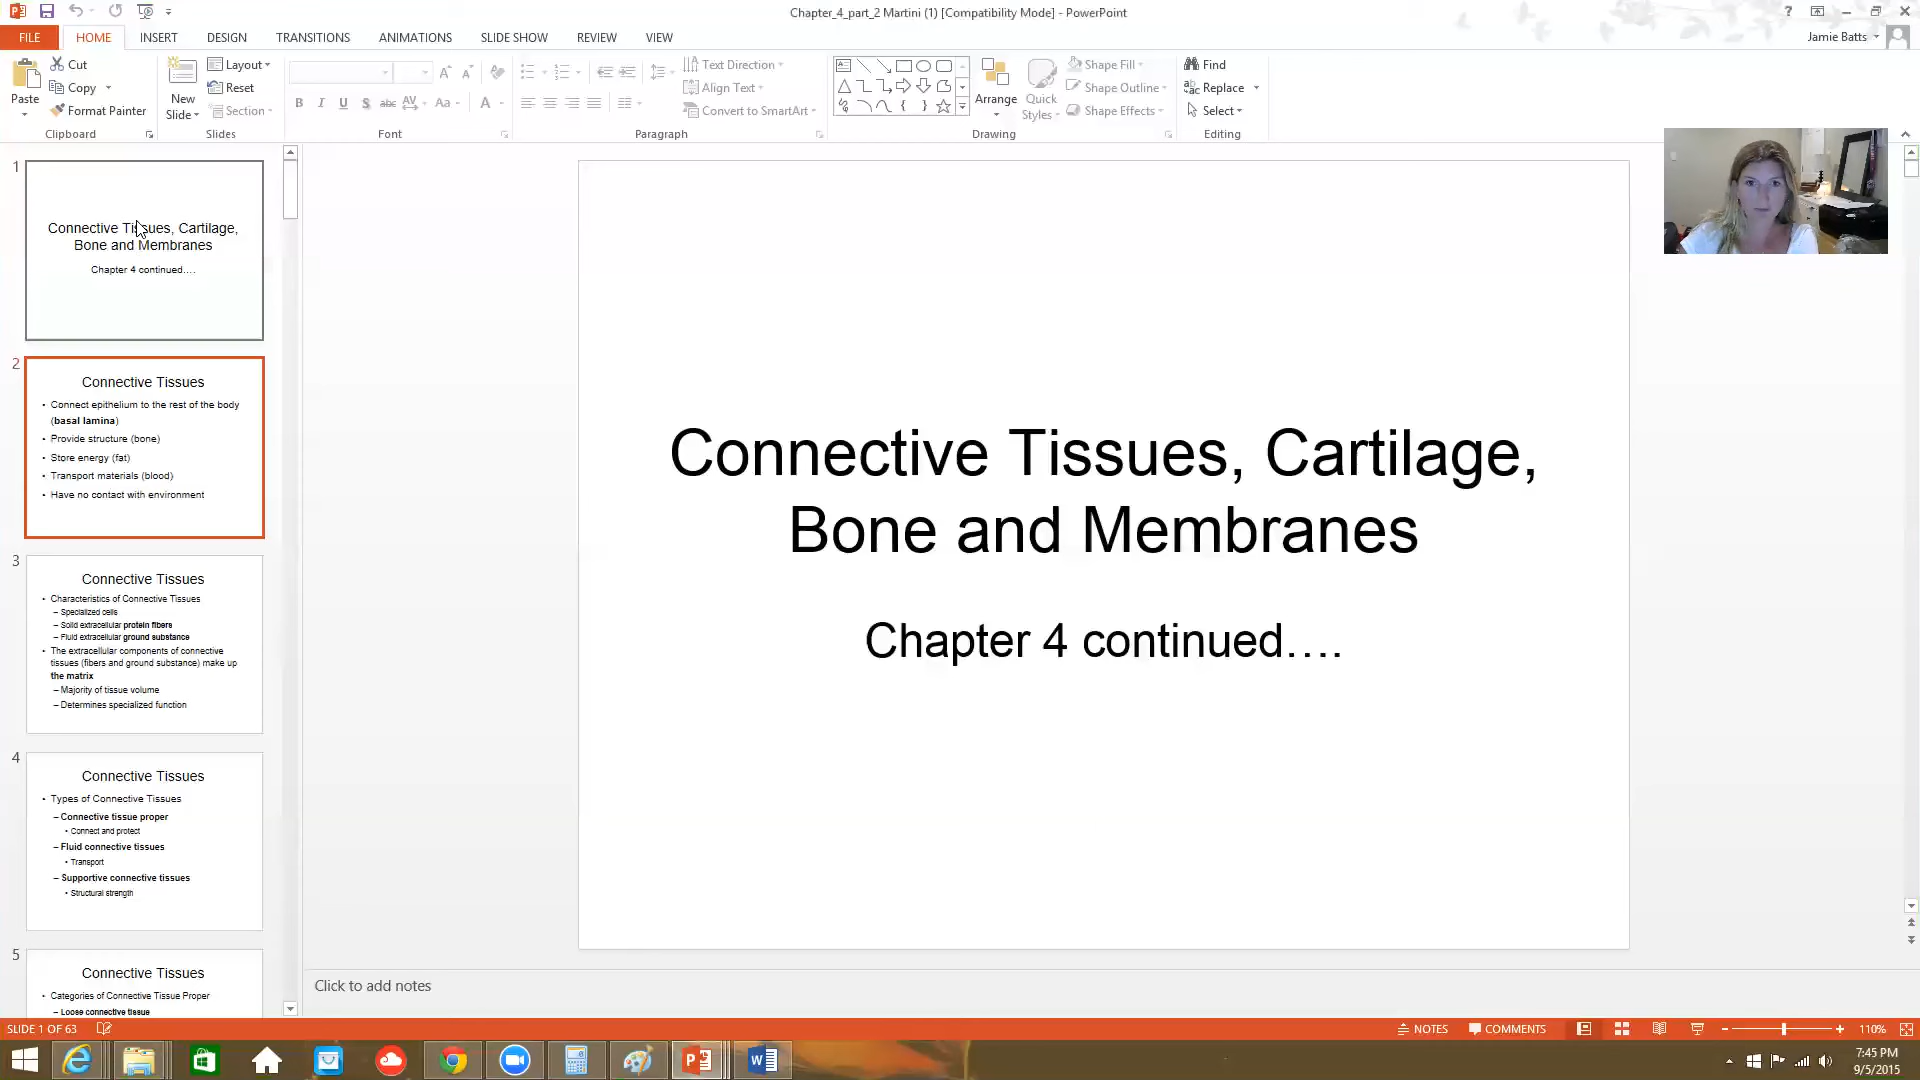 Chapter_4_part_2 Martini (1) [Compatibility Mode] - PowerPoint
?
FILE HOME INSERT DESIGN TRANSITIONS ANIMATIONS SLIDE SHOW REVIEW VIEW
Jamie Batts
Cut
Copy
Format Painter
Paste
Clipboard
New
Slide
Layout
Reset
Section
Slides
B I U S abc AV Aa A
Font
Text Direction
Align Text
Convert to SmartArt
Paragraph
Arrange
Quick
Styles
Shape Fill
Shape Outline
Shape Effects
Drawing
Find
Replace
Select
Editing
1
Connective Tissues, Cartilage,
Bone and Membranes
Chapter 4 continued….
2
Connective Tissues
• Connect epithelium to the rest of the body
(basal lamina)
• Provide structure (bone)
• Store energy (fat)
• Transport materials (blood)
• Have no contact with environment
3
Connective Tissues
• Characteristics of Connective Tissues
– Specialized cells
– Solid extracellular protein fibers
– Fluid extracellular ground substance
• The extracellular components of connective
tissues (fibers and ground substance) make up
the matrix
– Majority of tissue volume
– Determines specialized function
4
Connective Tissues
• Types of Connective Tissues
– Connective tissue proper
• Connect and protect
– Fluid connective tissues
• Transport
– Supportive connective tissues
• Structural strength
5
Connective Tissues
• Categories of Connective Tissue Proper
– Loose connective tissue
Connective Tissues, Cartilage,
Bone and Membranes
Chapter 4 continued….
Click to add notes
SLIDE 1 OF 63
NOTES
COMMENTS
110%
7:45 PM
9/5/2015